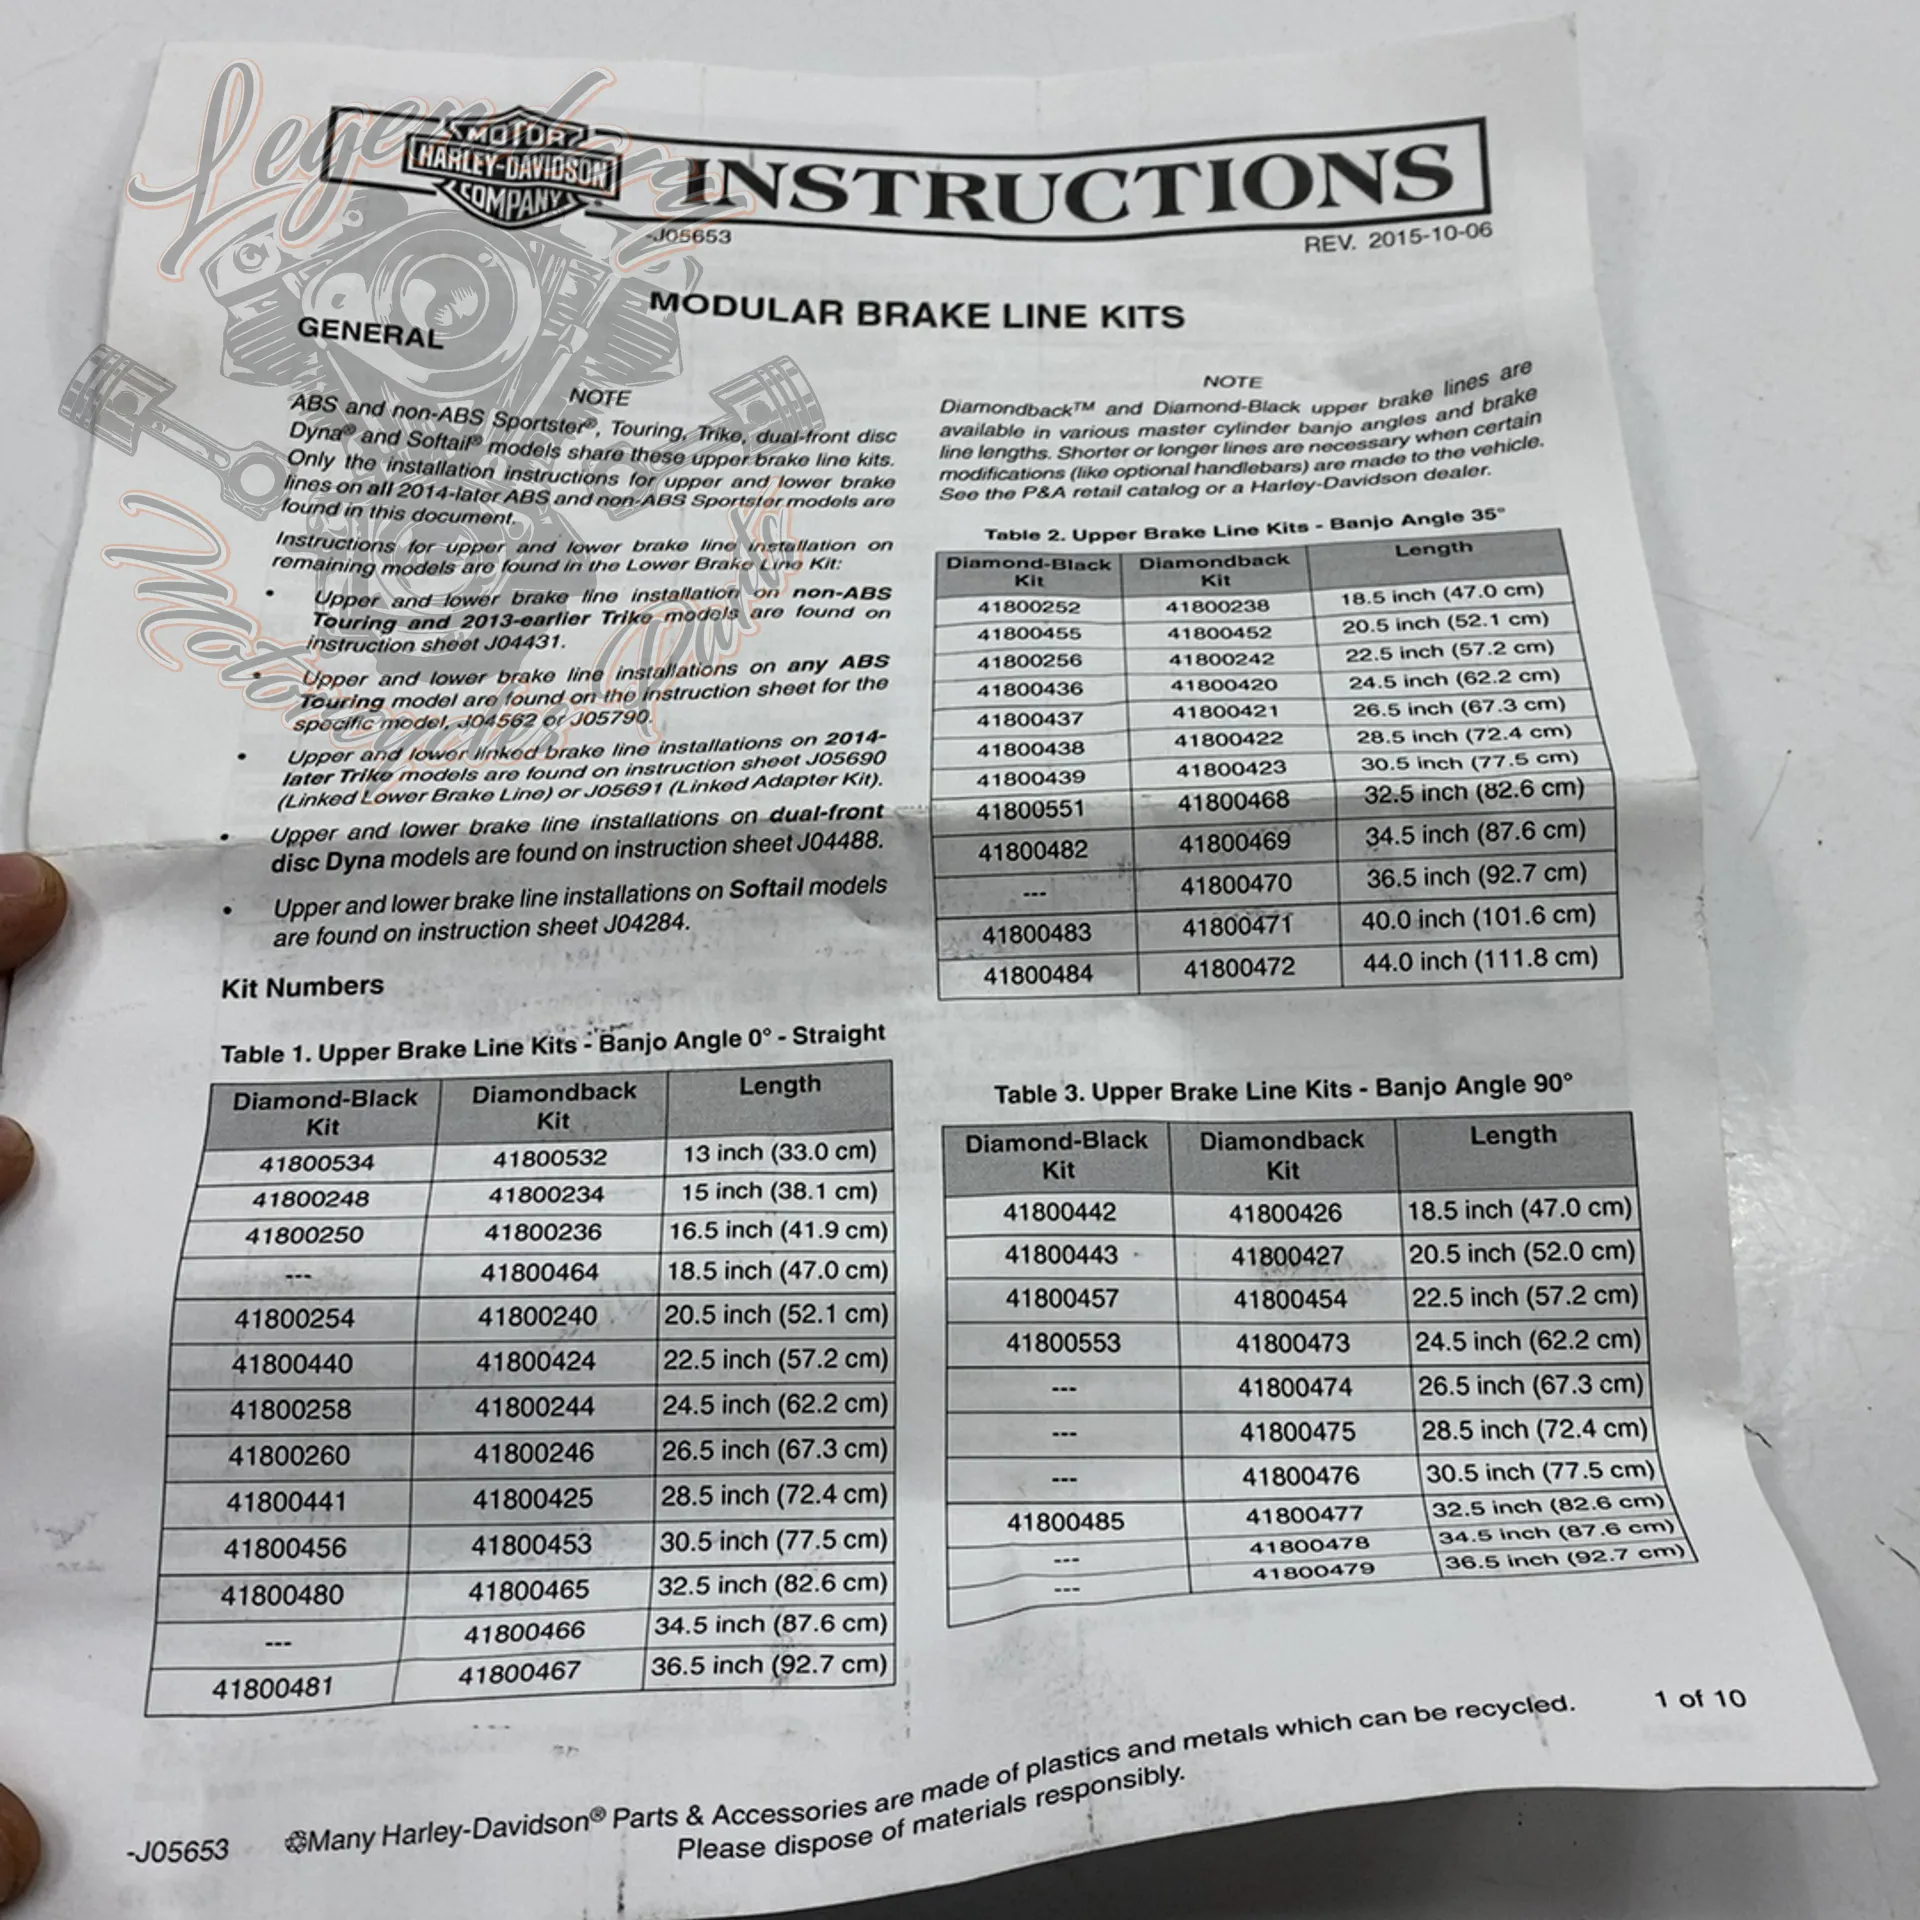 Legendary Motorcycles Parts
MOTOR
HARLEY-DAVIDSON
COMPANY
INSTRUCTIONS
-J05653
REV. 2015-10-06
MODULAR BRAKE LINE KITS
GENERAL
NOTE
ABS and non-ABS Sportster®, Touring, Trike, dual-front disc
Dyna® and Softail® models share these upper brake line kits.
Only the installation instructions for upper and lower brake
lines on all 2014-later ABS and non-ABS Sportster models are
found in this document.
Instructions for upper and lower brake line installation on
remaining models are found in the Lower Brake Line Kit:
• Upper and lower brake line installation on non-ABS
Touring and 2013-earlier Trike models are found on
instruction sheet J04431.
• Upper and lower brake line installations on any ABS
Touring model are found on the instruction sheet for the
specific model, J04562 or J05790.
• Upper and lower linked brake line installations on 2014-
later Trike models are found on instruction sheet J05690
(Linked Lower Brake Line) or J05691 (Linked Adapter Kit).
• Upper and lower brake line installations on dual-front
disc Dyna models are found on instruction sheet J04488.
• Upper and lower brake line installations on Softail models
are found on instruction sheet J04284.
Kit Numbers
Table 1. Upper Brake Line Kits - Banjo Angle 0° - Straight
Diamond-Black Kit Diamondback Kit Length
41800534 41800532 13 inch (33.0 cm)
41800248 41800234 15 inch (38.1 cm)
41800250 41800236 16.5 inch (41.9 cm)
--- 41800464 18.5 inch (47.0 cm)
41800254 41800240 20.5 inch (52.1 cm)
41800440 41800424 22.5 inch (57.2 cm)
41800258 41800244 24.5 inch (62.2 cm)
41800260 41800246 26.5 inch (67.3 cm)
41800441 41800425 28.5 inch (72.4 cm)
41800456 41800453 30.5 inch (77.5 cm)
41800480 41800465 32.5 inch (82.6 cm)
--- 41800466 34.5 inch (87.6 cm)
41800481 41800467 36.5 inch (92.7 cm)
NOTE
Diamondback™ and Diamond-Black upper brake lines are
available in various master cylinder banjo angles and brake
line lengths. Shorter or longer lines are necessary when certain
modifications (like optional handlebars) are made to the vehicle.
See the P&A retail catalog or a Harley-Davidson dealer.
Table 2. Upper Brake Line Kits - Banjo Angle 35°
Diamond-Black Kit Diamondback Kit Length
41800252 41800238 18.5 inch (47.0 cm)
41800455 41800452 20.5 inch (52.1 cm)
41800256 41800242 22.5 inch (57.2 cm)
41800436 41800420 24.5 inch (62.2 cm)
41800437 41800421 26.5 inch (67.3 cm)
41800438 41800422 28.5 inch (72.4 cm)
41800439 41800423 30.5 inch (77.5 cm)
41800551 41800468 32.5 inch (82.6 cm)
41800482 41800469 34.5 inch (87.6 cm)
--- 41800470 36.5 inch (92.7 cm)
41800483 41800471 40.0 inch (101.6 cm)
41800484 41800472 44.0 inch (111.8 cm)
Table 3. Upper Brake Line Kits - Banjo Angle 90°
Diamond-Black Kit Diamondback Kit Length
41800442 41800426 18.5 inch (47.0 cm)
41800443 41800427 20.5 inch (52.0 cm)
41800457 41800454 22.5 inch (57.2 cm)
41800553 41800473 24.5 inch (62.2 cm)
--- 41800474 26.5 inch (67.3 cm)
--- 41800475 28.5 inch (72.4 cm)
--- 41800476 30.5 inch (77.5 cm)
41800485 41800477 32.5 inch (82.6 cm)
--- 41800478 34.5 inch (87.6 cm)
--- 41800479 36.5 inch (92.7 cm)
-J05653
Many Harley-Davidson® Parts & Accessories are made of plastics and metals which can be recycled.
Please dispose of materials responsibly.
1 of 10